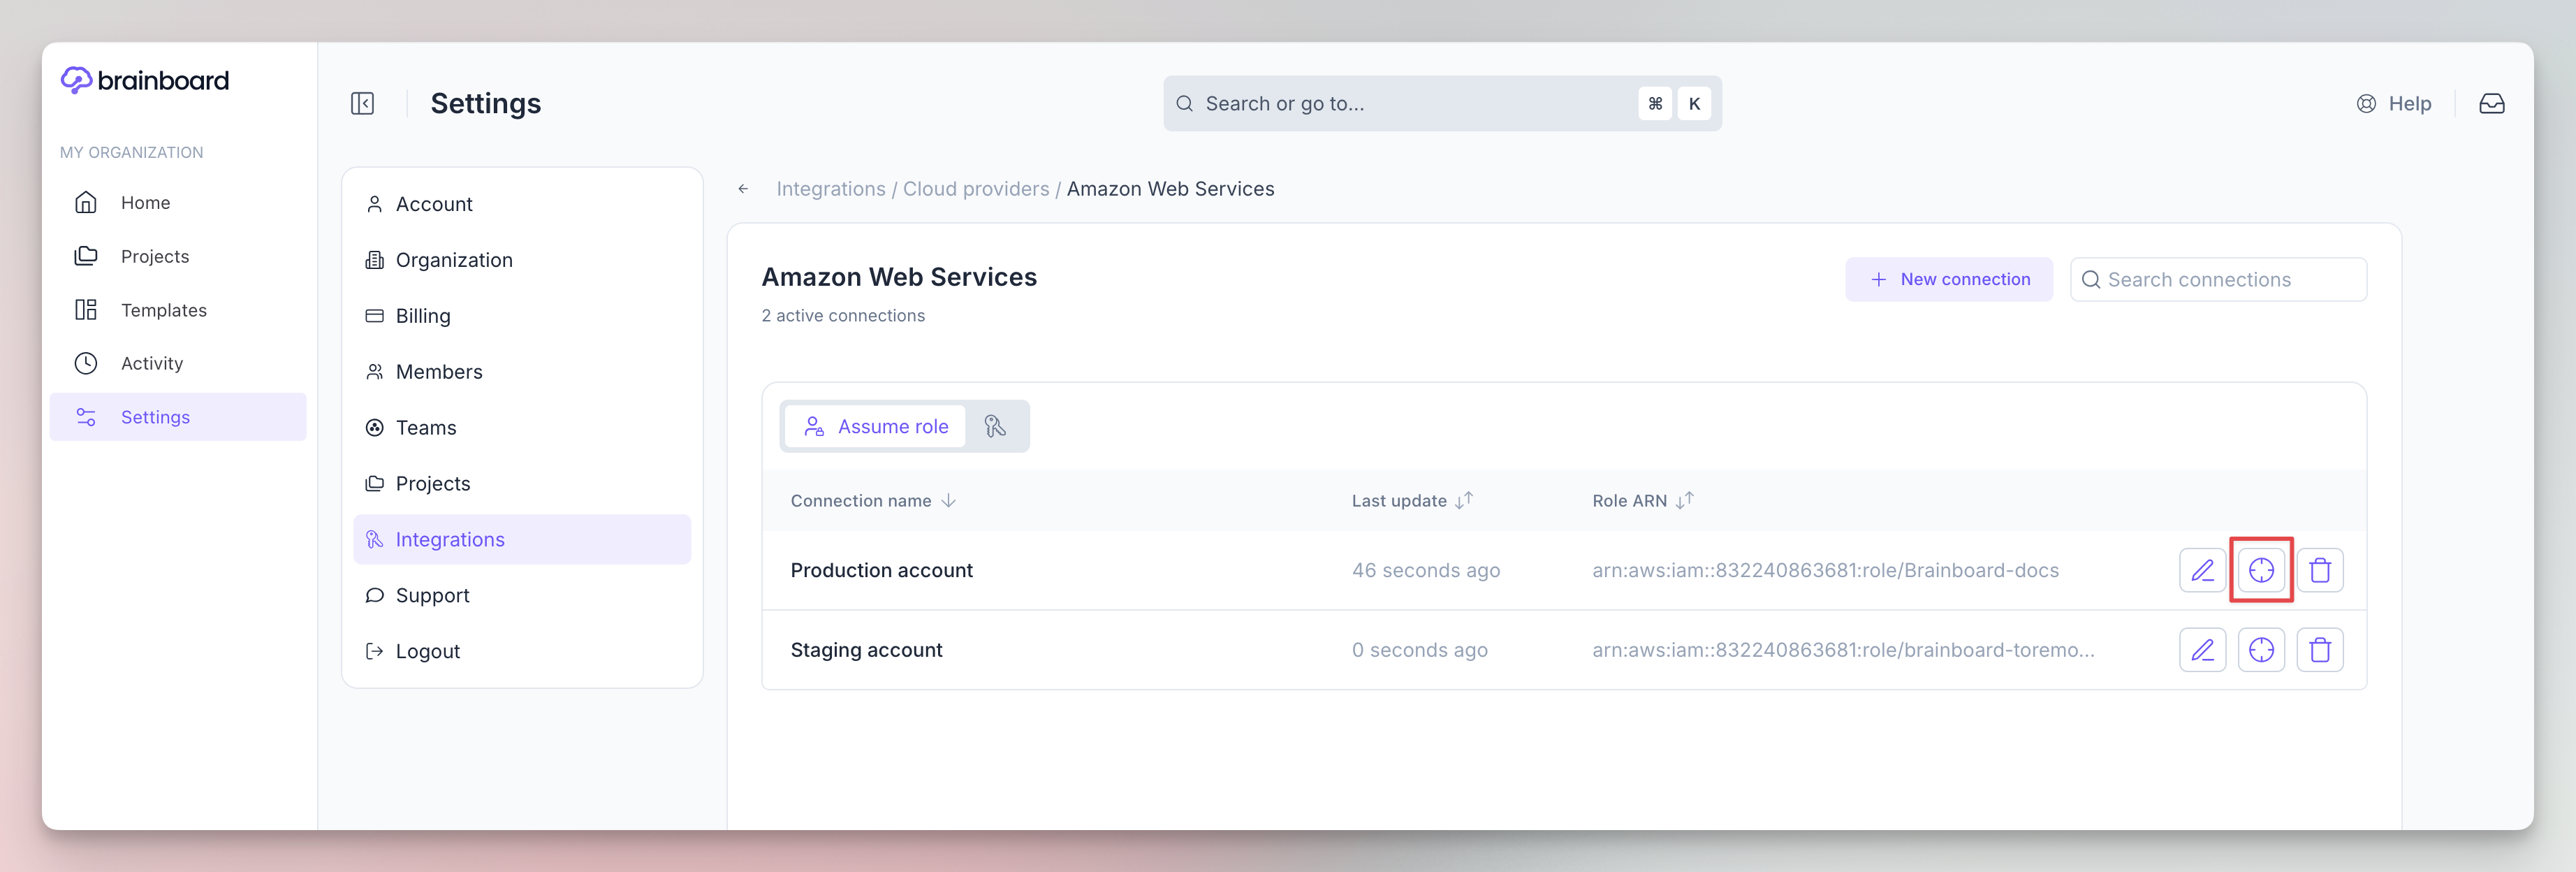 brainboard
MY ORGANIZATION
Home
Projects
Templates
Activity
Settings
Settings
Search or go to...
⌘ K
Help
Account
Organization
Billing
Members
Teams
Projects
Integrations
Support
Logout
Integrations / Cloud providers / Amazon Web Services
Amazon Web Services
2 active connections
New connection
Search connections
Assume role
Connection name Last update Role ARN
Production account 46 seconds ago arn:aws:iam::832240863681:role/Brainboard-docs
Staging account 0 seconds ago arn:aws:iam::832240863681:role/brainboard-toremo...